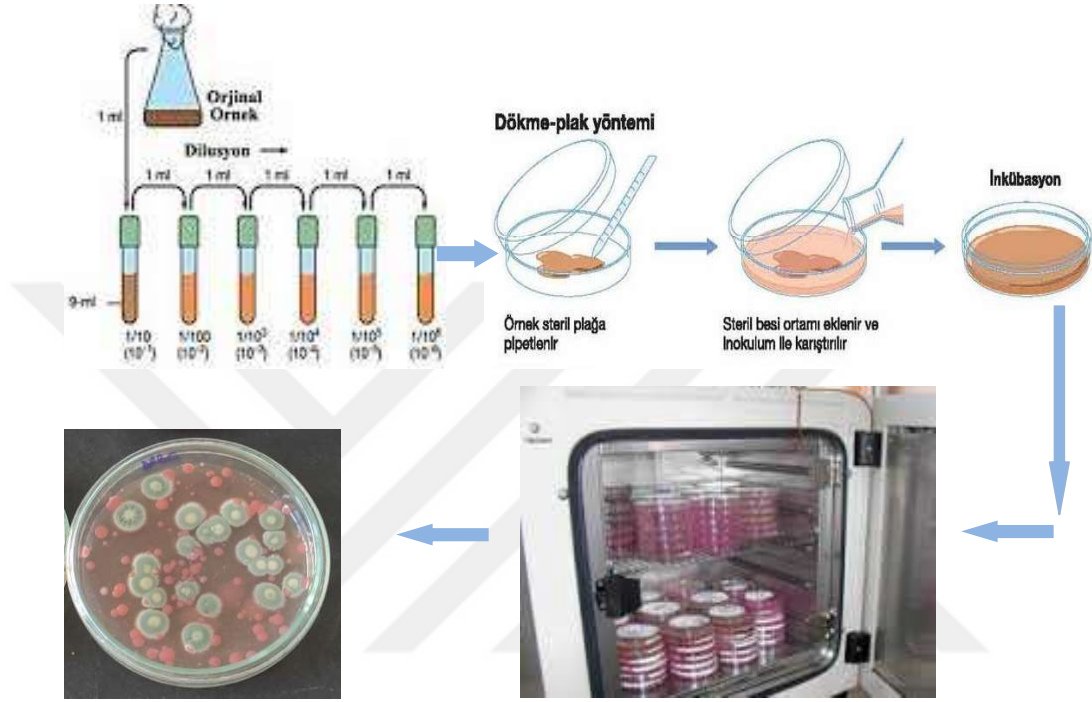 Orjinal
Ornek
1 ml
Dilusyon
1 ml 1 ml 1 ml 1 ml 1 ml
9 ml
1/10 1/100 1/10³ 1/10⁴ 1/10⁵ 1/10⁶
(10⁻¹) (10⁻²) (10⁻³) (10⁻⁴) (10⁻⁵) (10⁻⁶)
Dökme-plak yöntemi
Örnek steril plağa
pipetlenir
Steril besi ortamı eklenir ve
inokulum ile karıştırılır
İnkübasyon